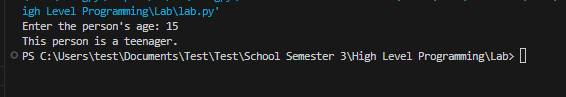 igh Level Programming\Lab\lab.py'
Enter the person's age: 15
This person is a teenager.
PS C:\Users\test\Documents\Test\Test\School Semester 3\High Level Programming\Lab>